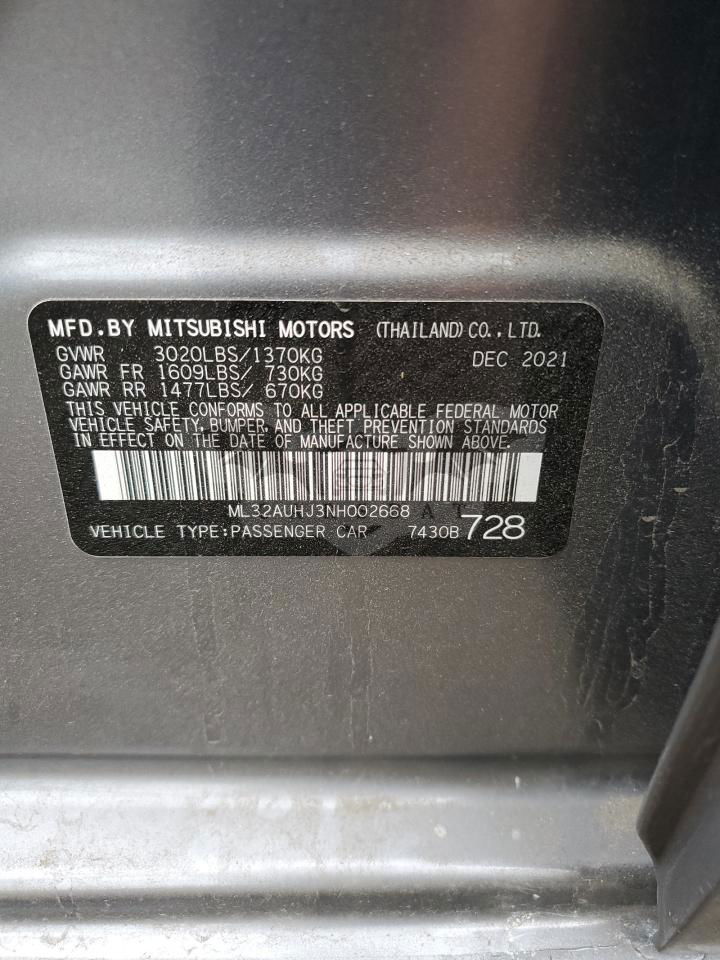 MFD.BY MITSUBISHI MOTORS (THAILAND)CO.,LTD.
GVWR 3020LBS/1370KG DEC 2021
GAWR FR 1609LBS/ 730KG
GAWR RR 1477LBS/ 670KG
THIS VEHICLE CONFORMS TO ALL APPLICABLE FEDERAL MOTOR
VEHICLE SAFETY, BUMPER, AND THEFT PREVENTION STANDARDS
IN EFFECT ON THE DATE OF MANUFACTURE SHOWN ABOVE.
ML32AUHJ3NH002668
VEHICLE TYPE:PASSENGER CAR 7430B 728